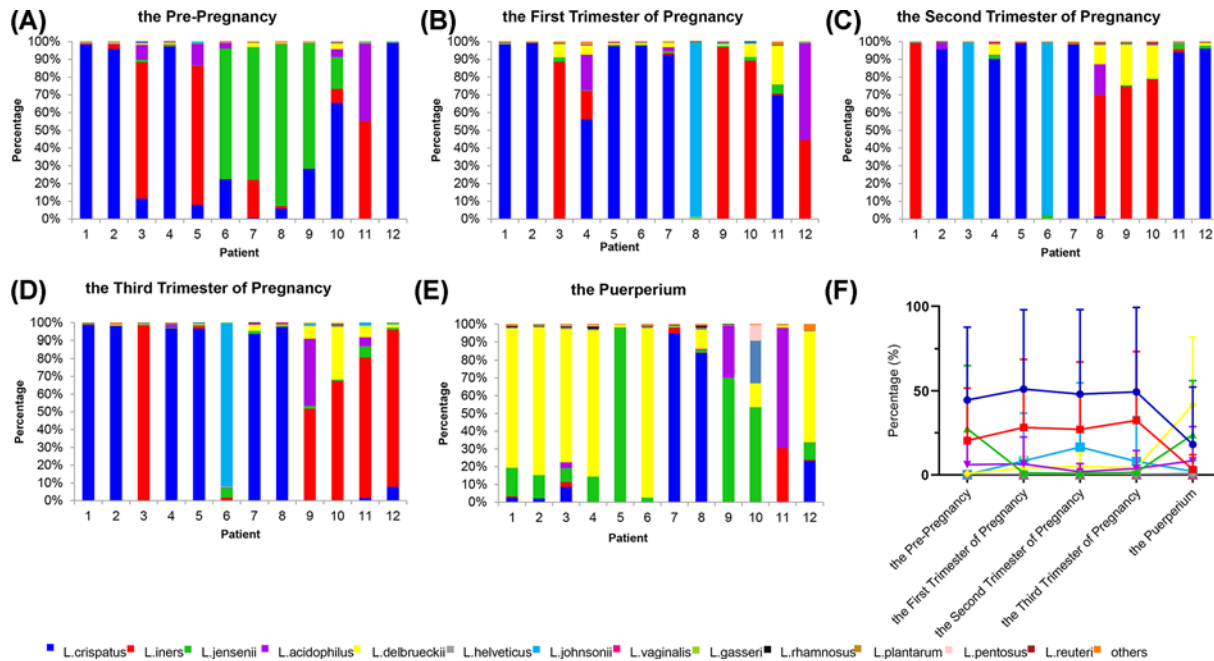 (A) the Pre-Pregnancy
100%
90%
80%
70%
60%
50%
40%
30%
20%
10%
0%
Percentage
1 2 3 4 5 6 7 8 9 10 11 12
Patient
(B) the First Trimester of Pregnancy
100%
90%
80%
70%
60%
50%
40%
30%
20%
10%
0%
Percentage
1 2 3 4 5 6 7 8 9 10 11 12
Patient
(C) the Second Trimester of Pregnancy
100%
90%
80%
70%
60%
50%
40%
30%
20%
10%
0%
Percentage
1 2 3 4 5 6 7 8 9 10 11 12
Patient
(D) the Third Trimester of Pregnancy
100%
90%
80%
70%
60%
50%
40%
30%
20%
10%
0%
Percentage
1 2 3 4 5 6 7 8 9 10 11 12
Patient
(E) the Puerperium
100%
90%
80%
70%
60%
50%
40%
30%
20%
10%
0%
Percentage
1 2 3 4 5 6 7 8 9 10 11 12
Patient
(F)
100
50
0
Percentage (%)
the Pre-Pregnancy
the First Trimester of Pregnancy
the Second Trimester of Pregnancy
the Third Trimester of Pregnancy
the Puerperium
L.crispatus L.iners L.jensenii L.acidophilus L.delbrueckii L.helveticus L.johnsonii L.vaginalis L.gasseri L.rhamnosus L.plantarum L.pentosus L.reuteri others